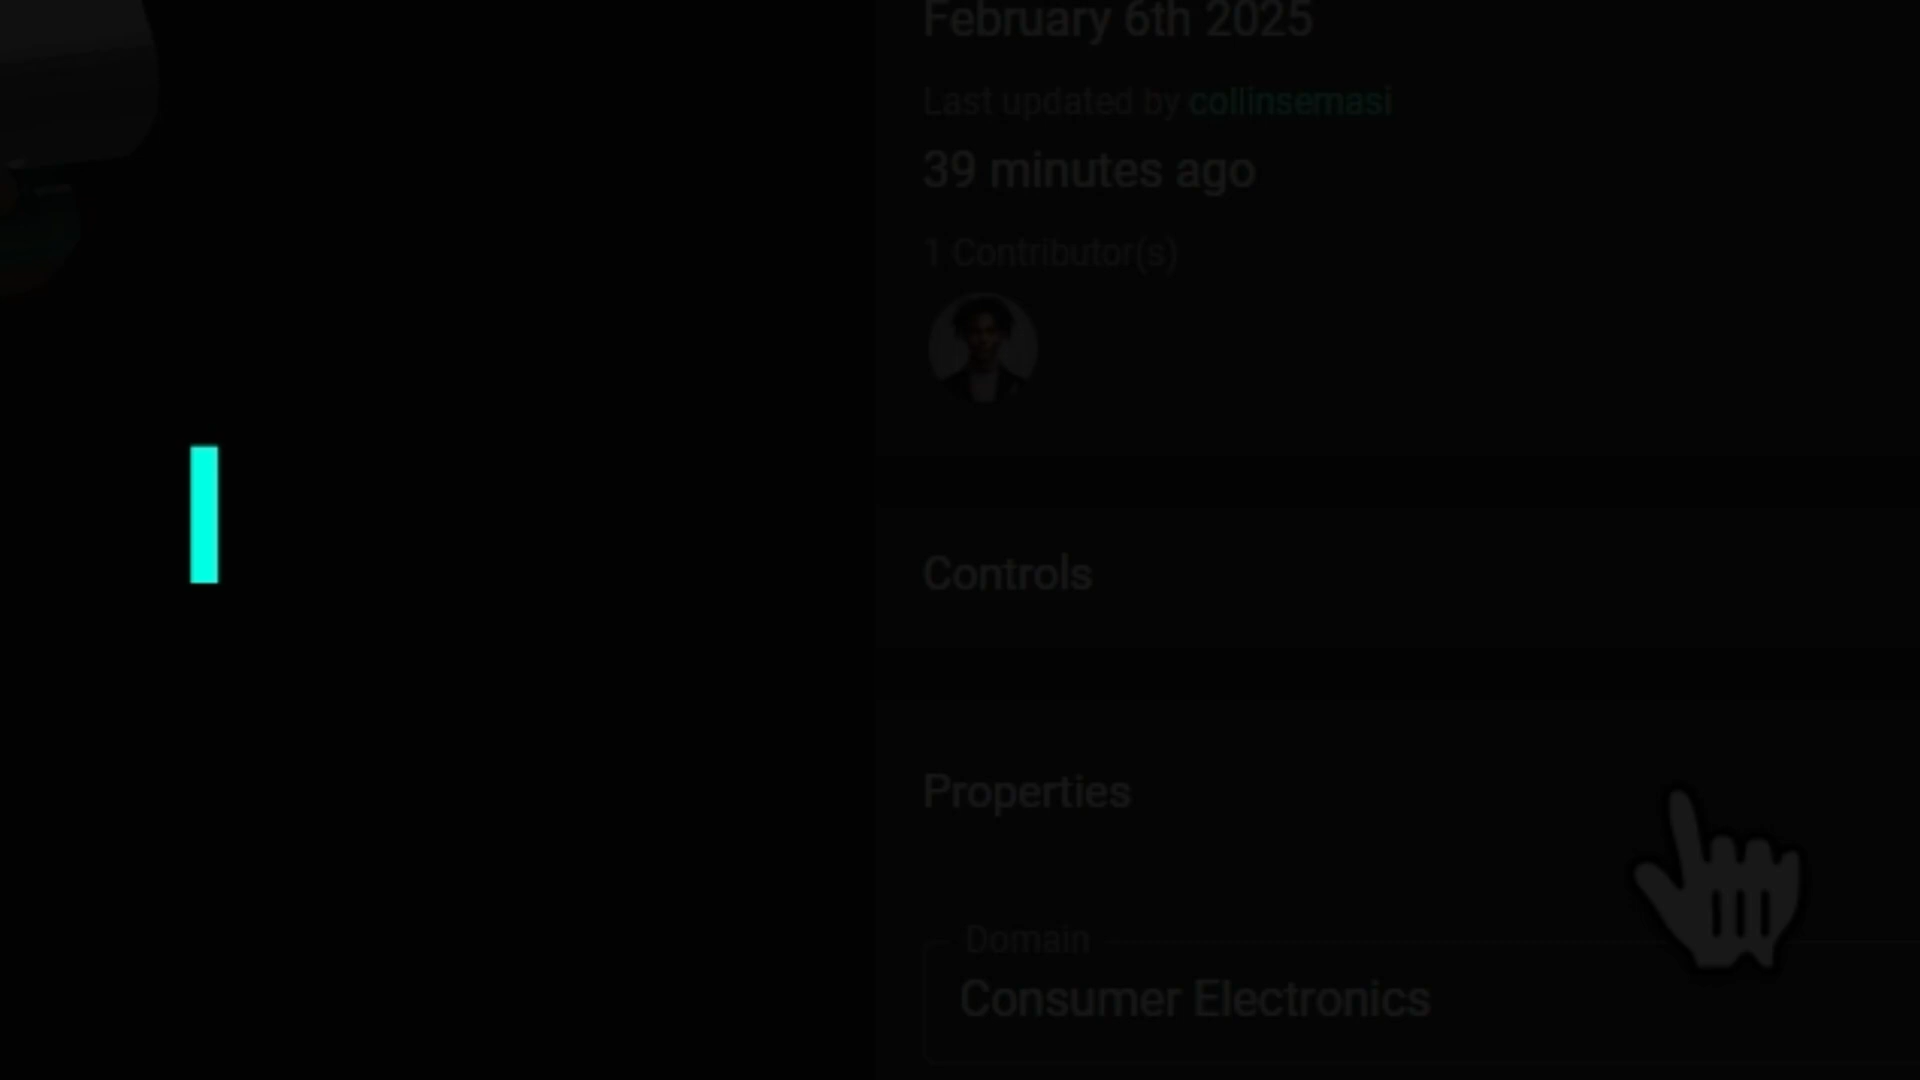 February 6th 2025
Last updated by collinsemasi
39 minutes ago
1 Contributor(s)
Controls
Properties
Domain
Consumer Electronics